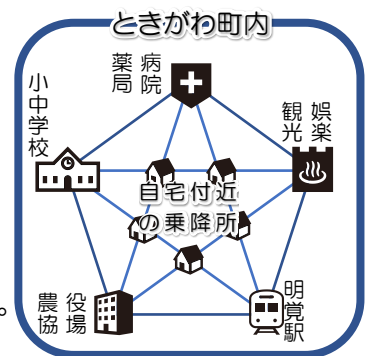 ときがわ町内
病院
薬局
小中学校
娯楽
観光
自宅付近
の乗降所
役場
農協
明覚駅
。